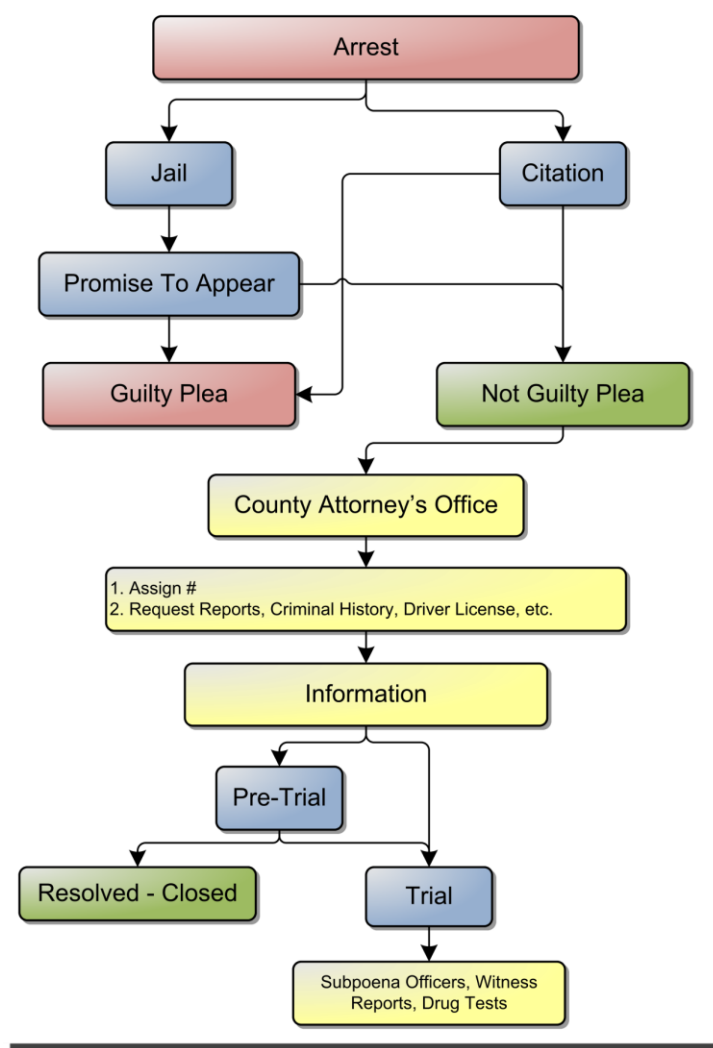 Arrest
Jail
Citation
Promise To Appear
Guilty Plea
Not Guilty Plea
County Attorney's Office
1. Assign #
2. Request Reports, Criminal History, Driver License, etc.
Information
Pre-Trial
Resolved - Closed
Trial
Subpoena Officers, Witness
Reports, Drug Tests